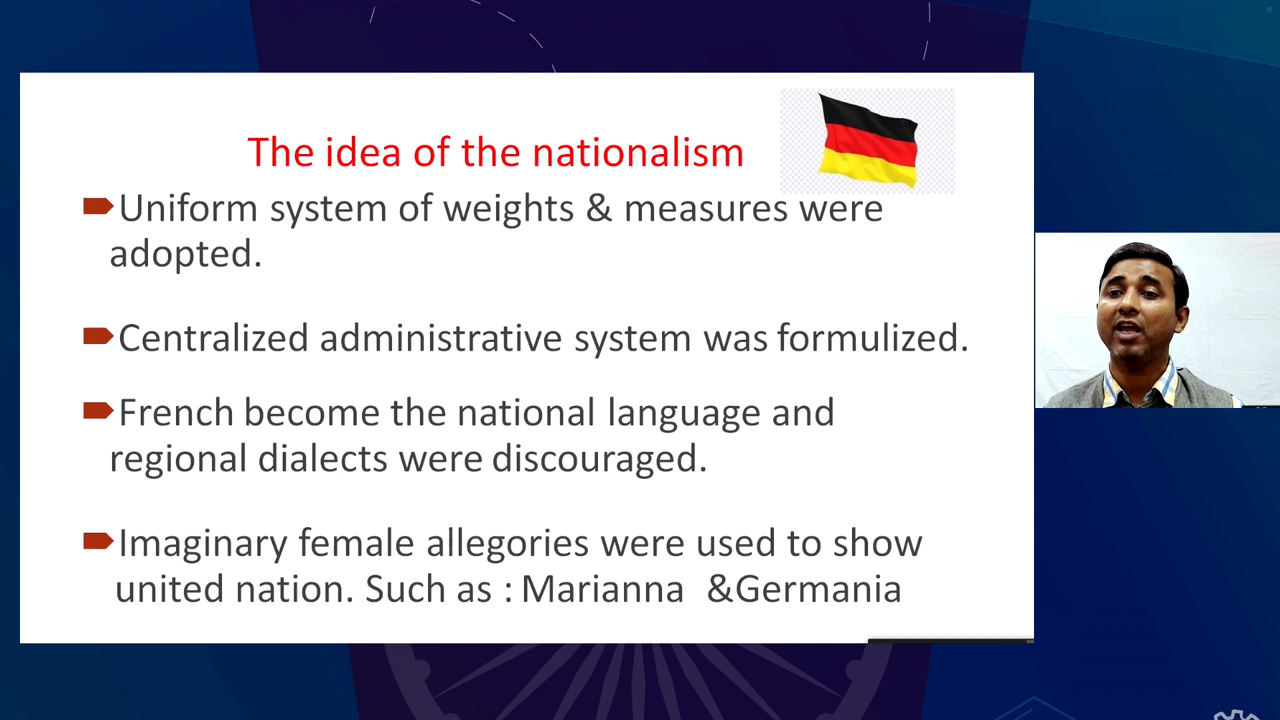 The idea of the nationalism
Uniform system of weights & measures were
adopted.
Centralized administrative system was formulized.
French become the national language and
regional dialects were discouraged.
Imaginary female allegories were used to show
united nation. Such as : Marianna &Germania